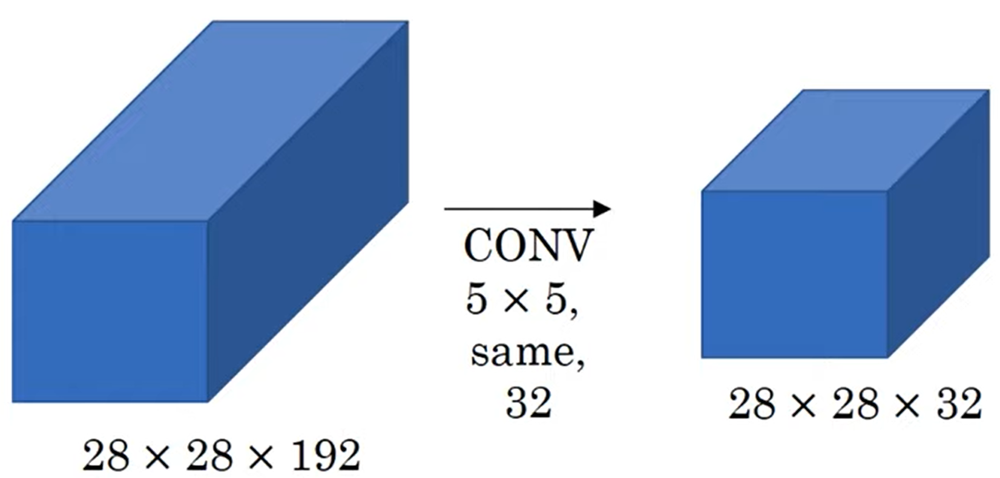 28 × 28 × 192
CONV
5 × 5,
same,
32
28 × 28 × 32